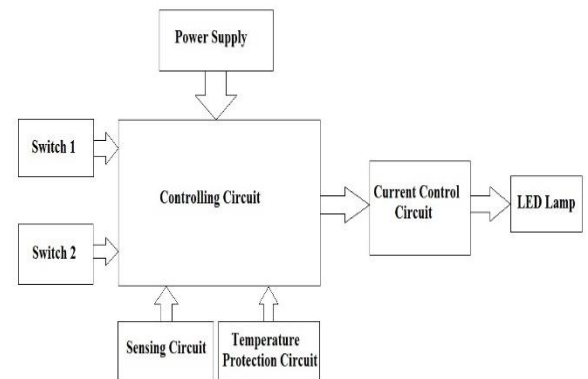 Power Supply
Switch 1
Controlling Circuit
Current Control
Circuit
LED Lamp
Switch 2
Sensing Circuit
Temperature
Protection Circuit